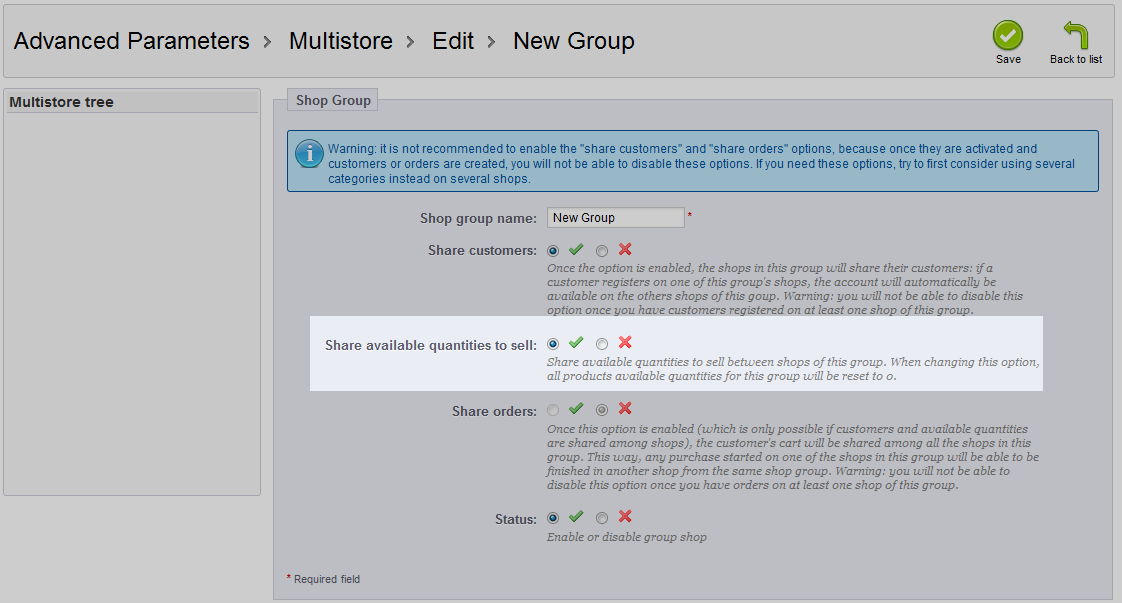 Advanced Parameters > Multistore > Edit > New Group
Save
Back to list
Multistore tree
Shop Group
Warning: it is not recommended to enable the "share customers" and "share orders" options, because once they are activated and
customers or orders are created, you will not be able to disable these options. If you need these options, try to first consider using several
categories instead on several shops.
Shop group name: New Group *
Share customers:
Once the option is enabled, the shops in this group will share their customers: if a
customer registers on one of this group's shops, the account will automatically be
available on the others shops of this goup. Warning: you will not be able to disable this
option once you have customers registered on at least one shop of this group.
Share available quantities to sell:
Share available quantities to sell between shops of this group. When changing this option,
all products available quantities for this group will be reset to 0.
Share orders:
Once this option is enabled (which is only possible if customers and available quantities
are shared among shops), the customer's cart will be shared among all the shops in this
group. This way, any purchase started on one of the shops in this group will be able to be
finished in another shop from the same shop group. Warning: you will not be able to
disable this option once you have orders on at least one shop of this group.
Status:
Enable or disable group shop
* Required field